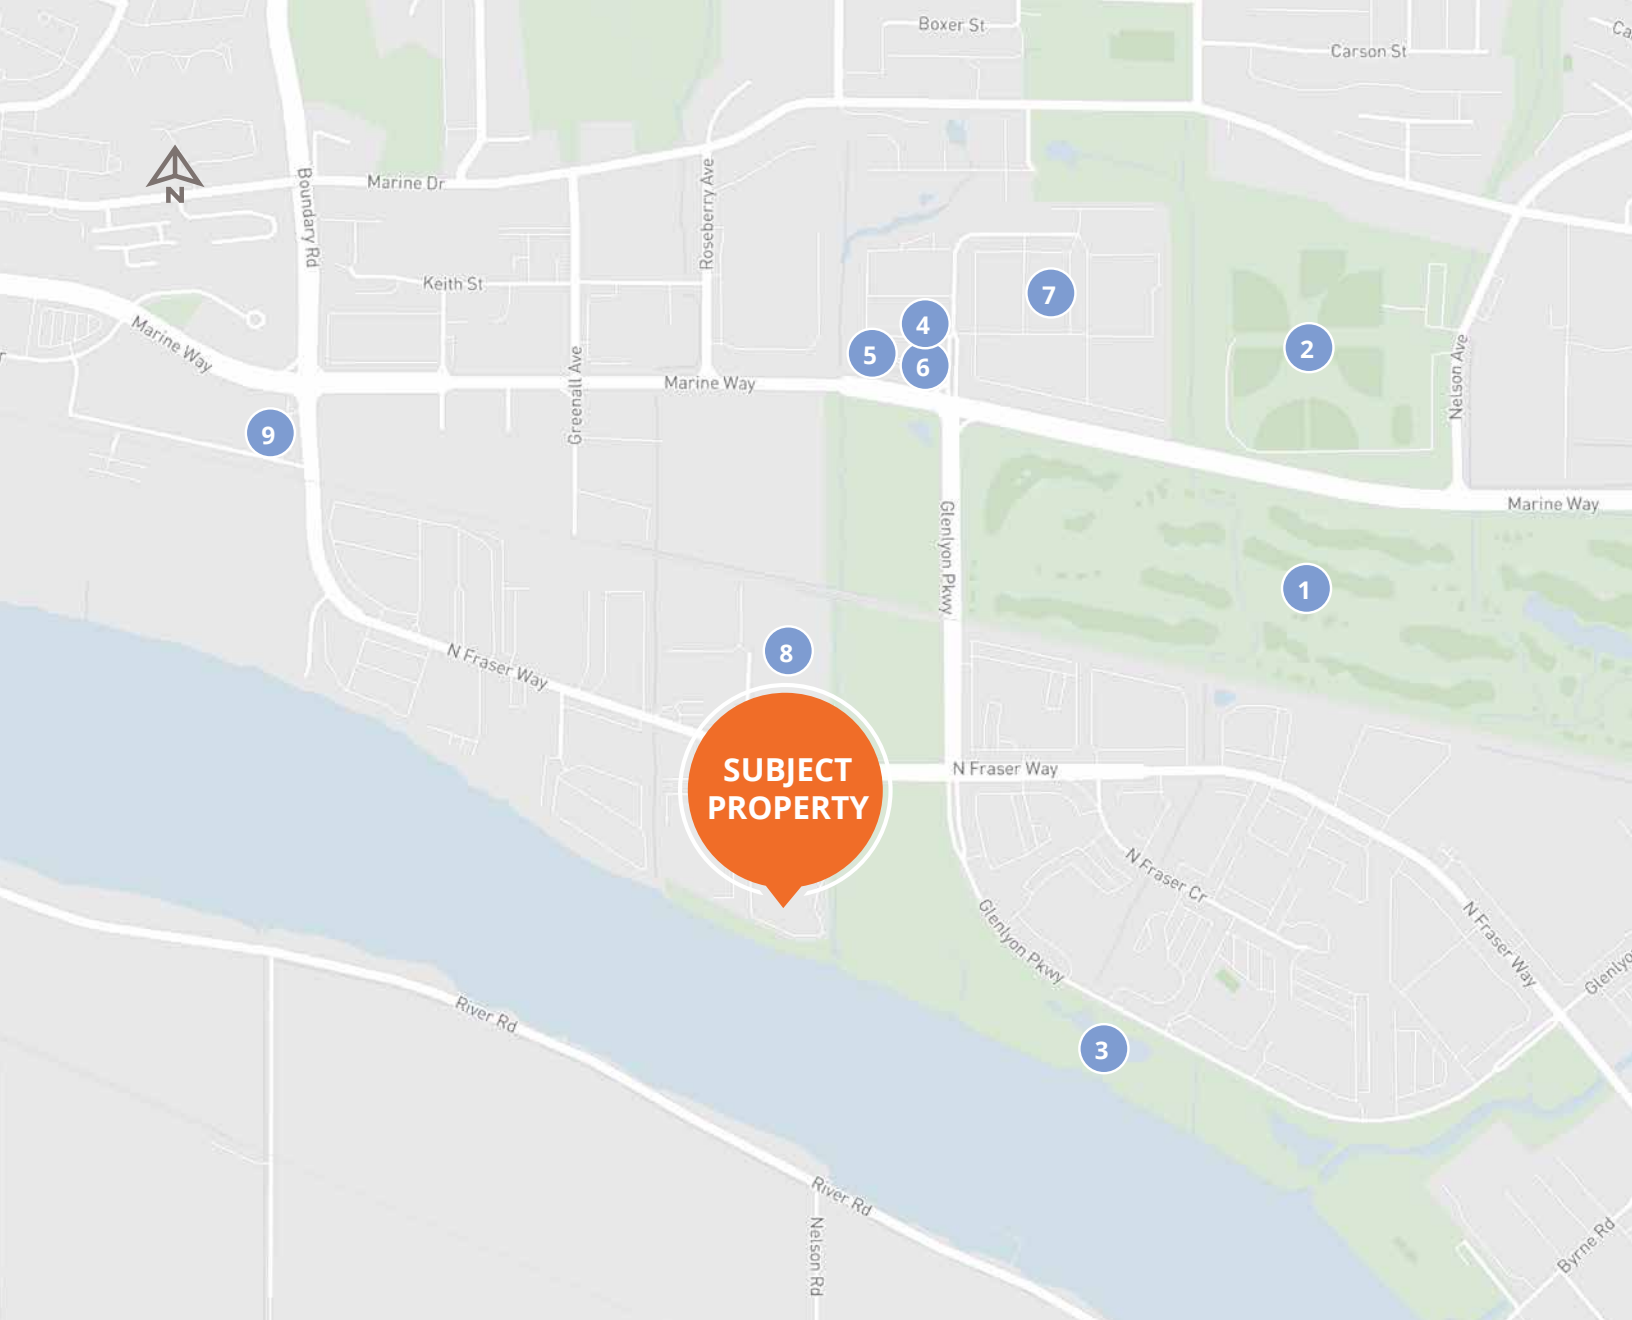 Boxer St
Carson St
Marine Dr
Boundary Rd
Roseberry Ave
N
Keith St
7
4
Marine Way
5
6
2
Marine Way
Greenall Ave
Nelson Ave
9
Marine Way
Glenlyon Pkwy
1
N Fraser Way
8
SUBJECT
PROPERTY
N Fraser Way
N Fraser Cr
Glenlyon Pkwy
N Fraser Way
Glenlyo
River Rd
3
River Rd
Nelson Rd
Byrne Rd